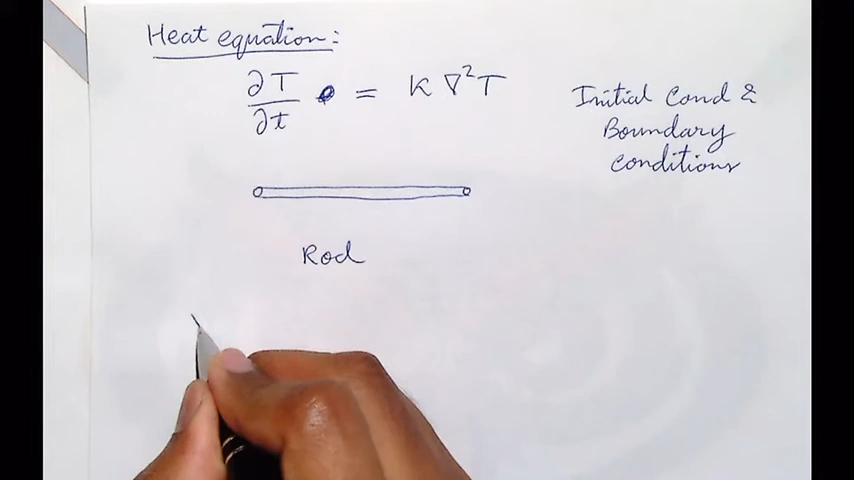 Heat equation:
∂T/∂t = K ∇²T
Initial Cond &
Boundary
conditions
Rod